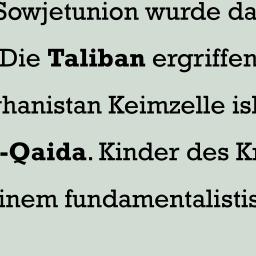 Sowjetunion wurde da
Die Taliban ergriffen
hanistan Keimzelle isl
-Qaida. Kinder des Kr
inem fundamentalistis